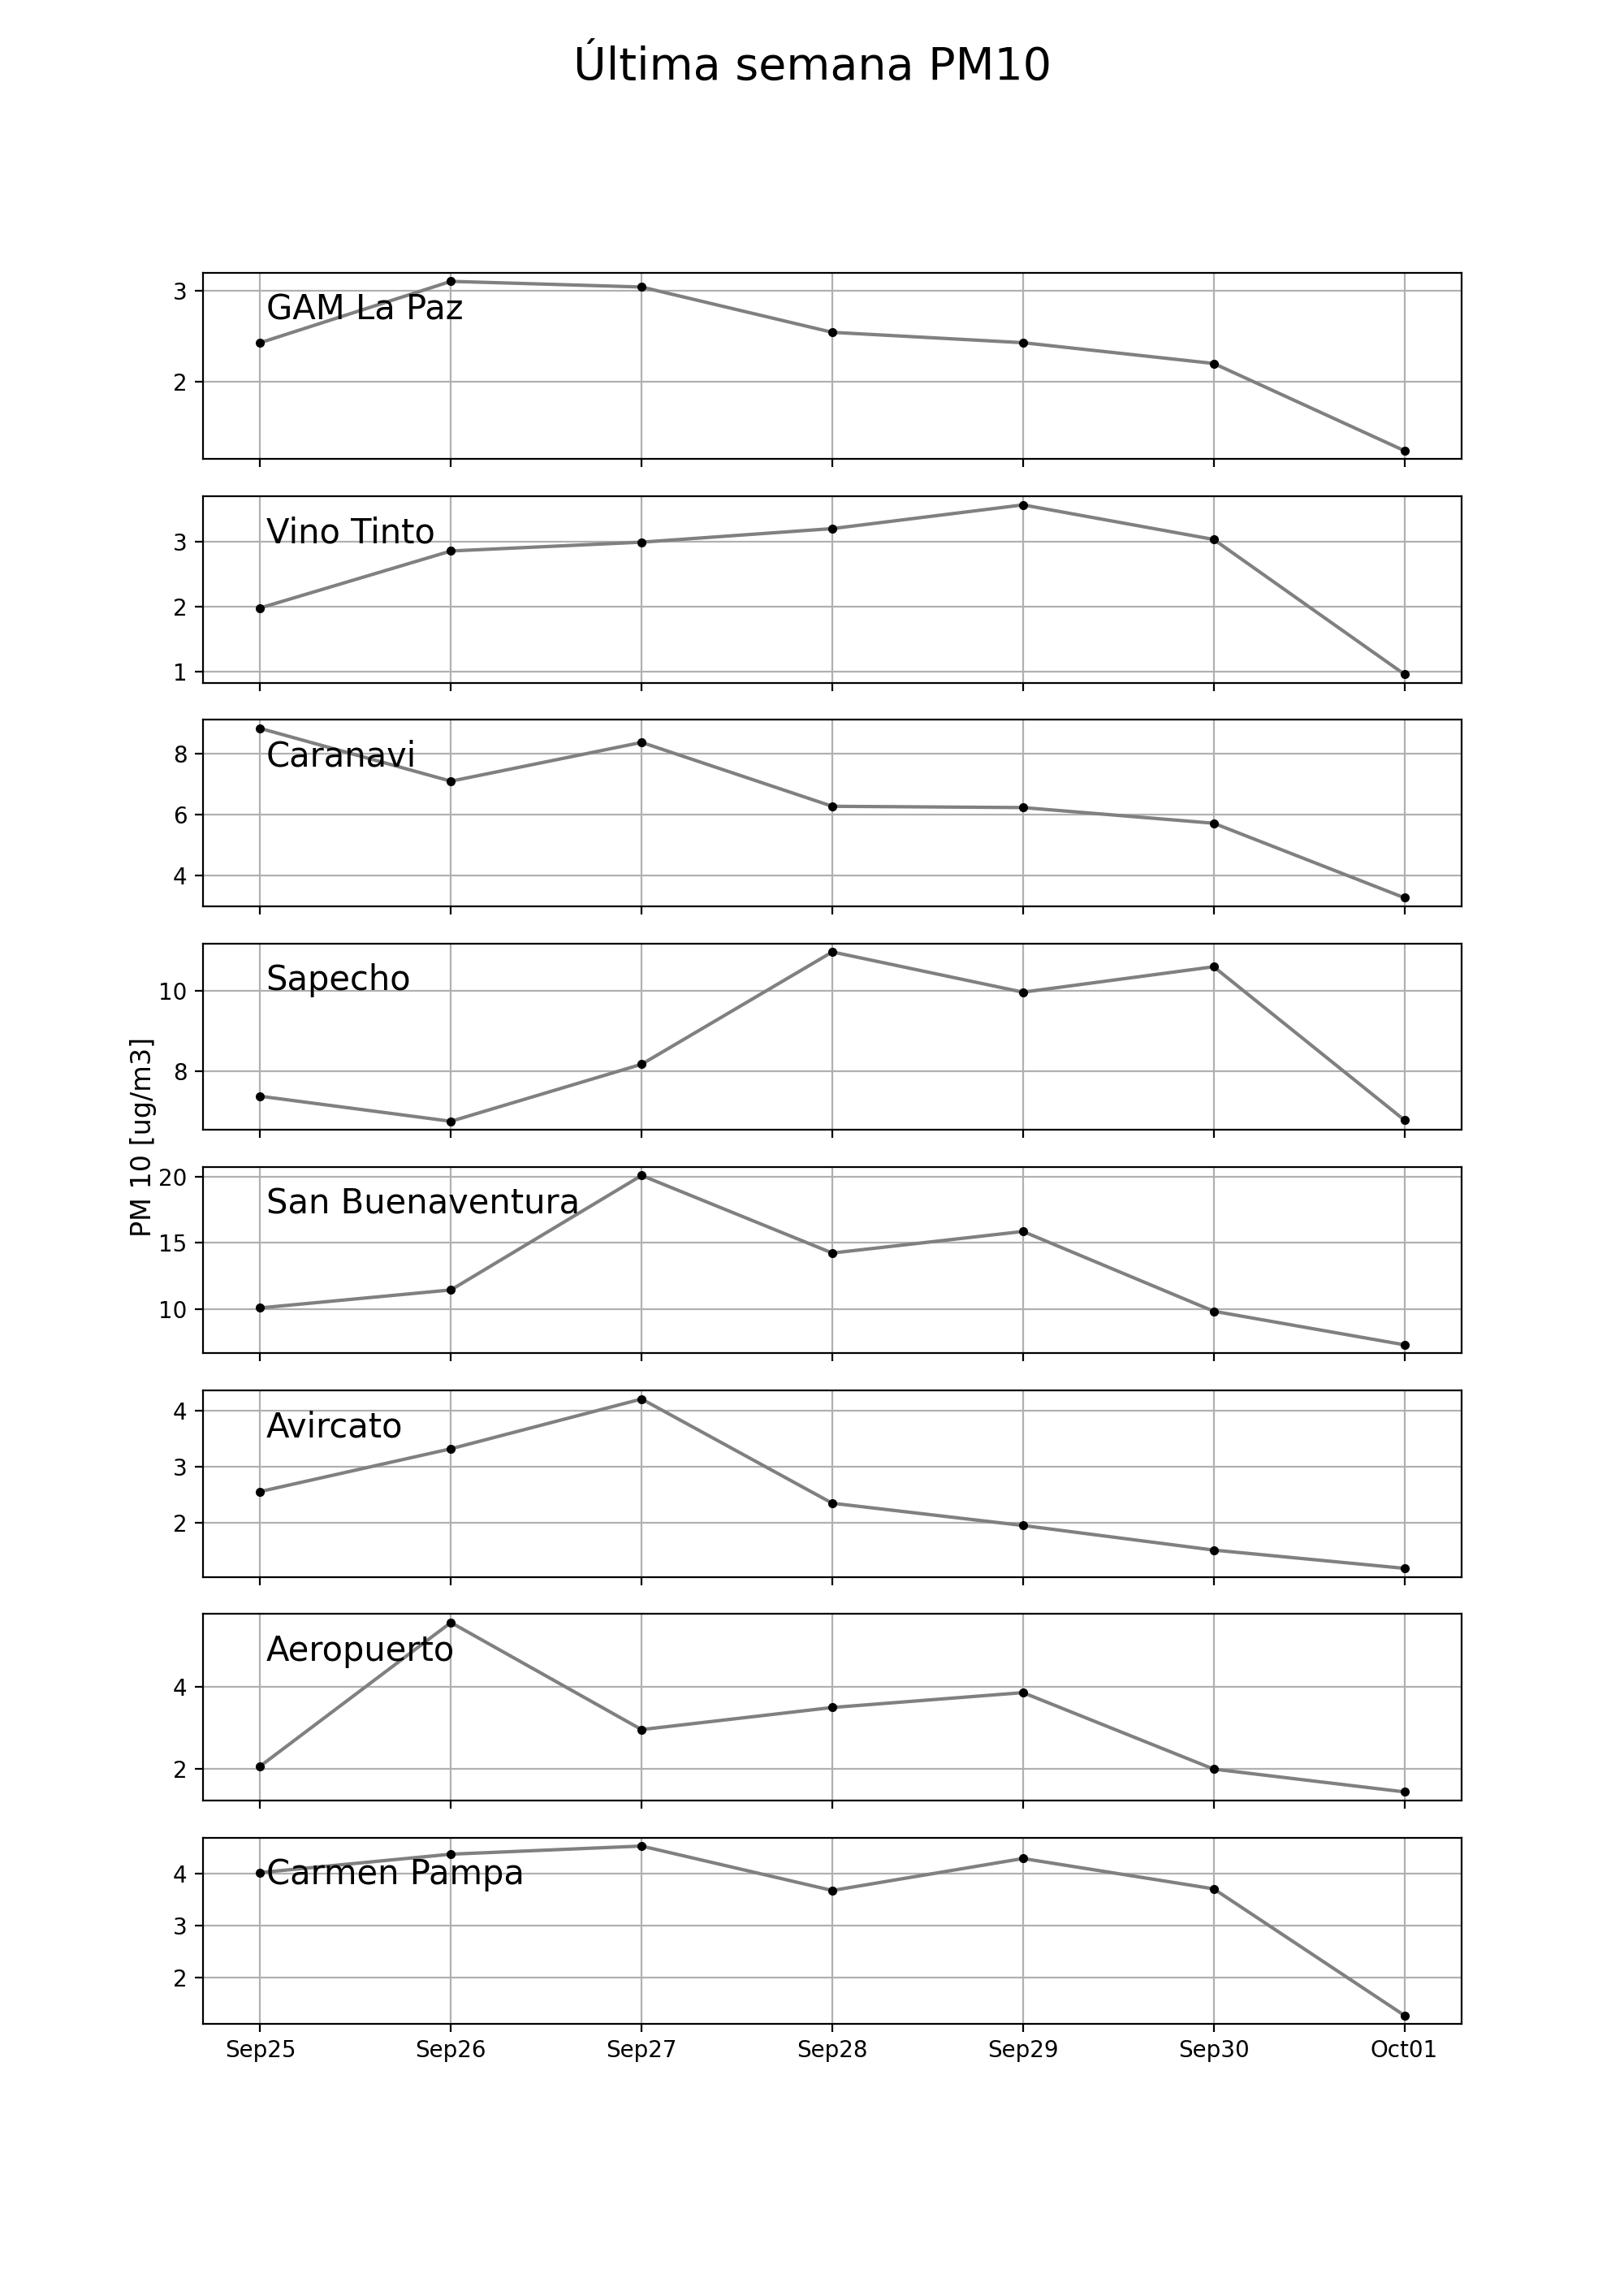 Última semana PM10
GAM La Paz
3
2
Vino Tinto
3
2
1
Caranavi
8
6
4
Sapecho
10
8
PM 10 [ug/m3]
San Buenaventura
20
15
10
Avircato
4
3
2
Aeropuerto
4
2
Carmen Pampa
4
3
2
Sep25 Sep26 Sep27 Sep28 Sep29 Sep30 Oct01